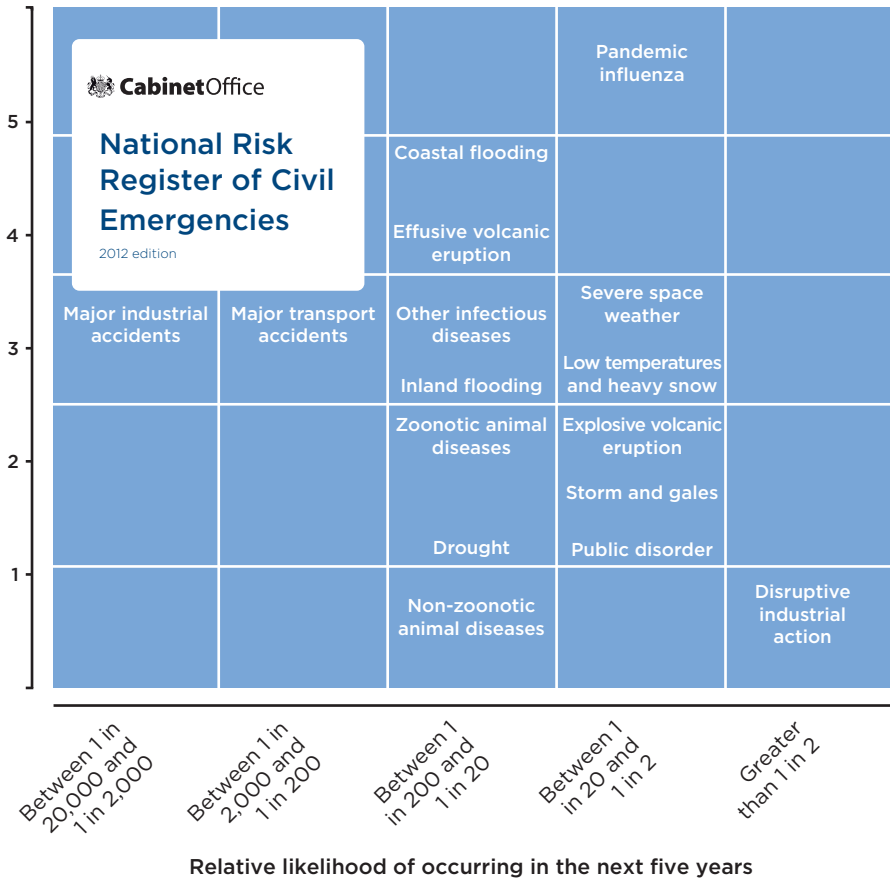 CabinetOffice
National Risk
Register of Civil
Emergencies
2012 edition
5
4
3
2
1
Pandemic
influenza
Coastal flooding
Effusive volcanic
eruption
Major industrial
accidents
Major transport
accidents
Other infectious
diseases
Severe space
weather
Inland flooding
Low temperatures
and heavy snow
Zoonotic animal
diseases
Explosive volcanic
eruption
Storm and gales
Drought
Public disorder
Non-zoonotic
animal diseases
Disruptive
industrial
action
Between 1 in
20,000 and
1 in 2,000
Between 1 in
2,000 and
1 in 200
Between 1
in 200 and
1 in 20
Between 1
in 20 and
1 in 2
Greater
than 1 in 2
Relative likelihood of occurring in the next five years